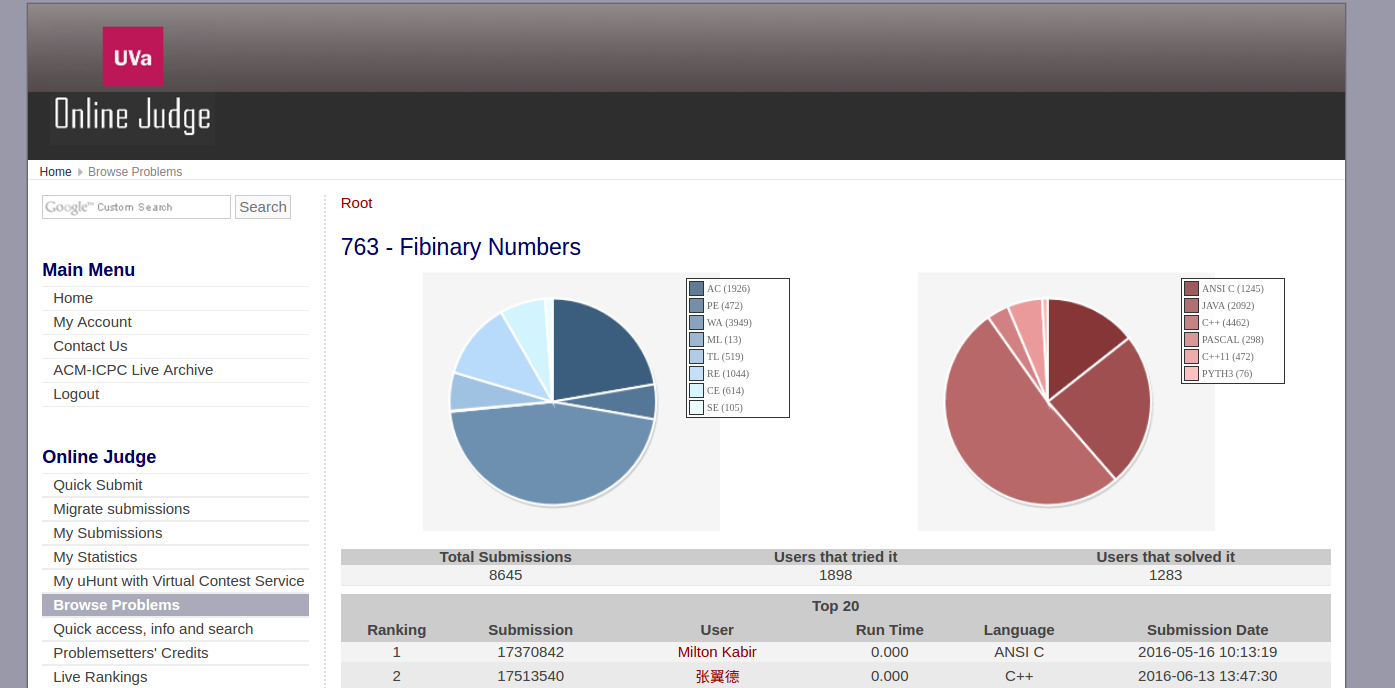 UVa
Online Judge
Home Browse Problems
Google™ Custom Search Search
Main Menu
Home
My Account
Contact Us
ACM-ICPC Live Archive
Logout
Online Judge
Quick Submit
Migrate submissions
My Submissions
My Statistics
My uHunt with Virtual Contest Service
Browse Problems
Quick access, info and search
Problemsetters' Credits
Live Rankings
Root
763 - Fibinary Numbers
AC (1926)
PE (472)
WA (3949)
ML (13)
TL (519)
RE (1044)
CE (614)
SE (105)
ANSI C (1245)
JAVA (2092)
C++ (4462)
PASCAL (298)
C++11 (472)
PYTH3 (76)
Total Submissions Users that tried it Users that solved it
8645 1898 1283
Top 20
Ranking Submission User Run Time Language Submission Date
1 17370842 Milton Kabir 0.000 ANSI C 2016-05-16 10:13:19
2 17513540 张翼德 0.000 C++ 2016-06-13 13:47:30